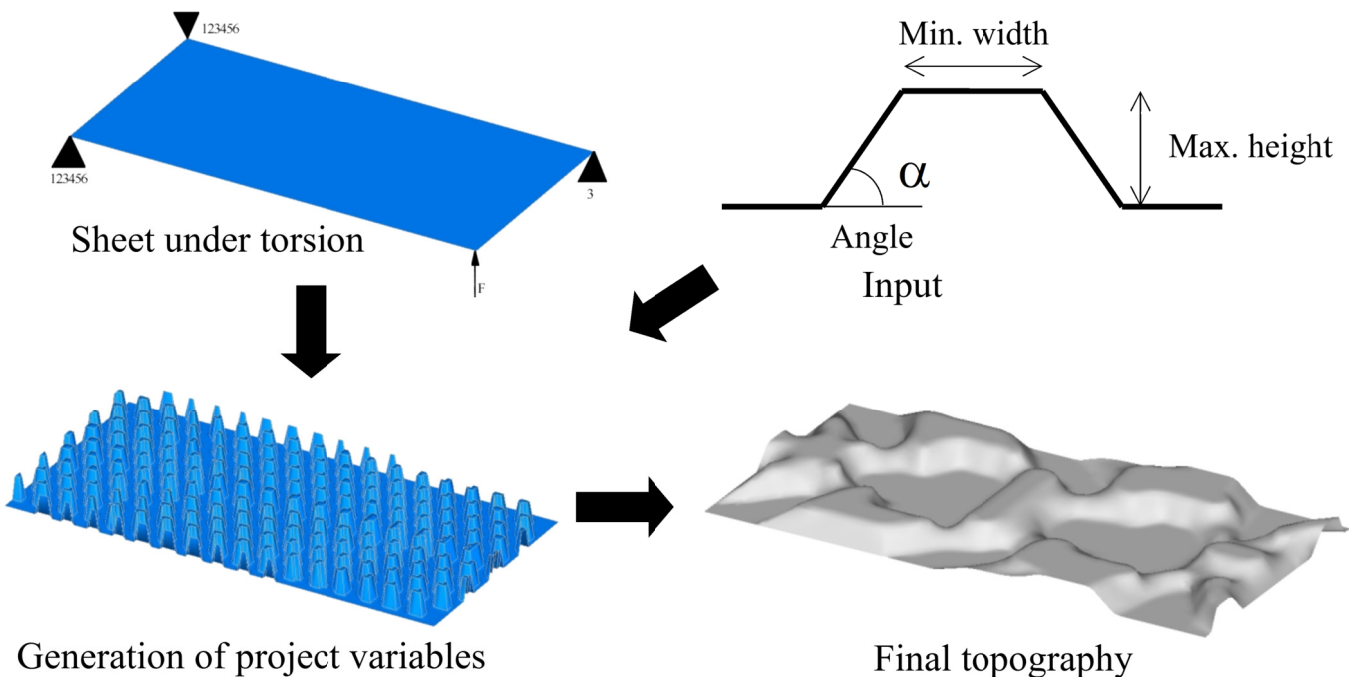 123456
123456
3
F
Sheet under torsion
Min. width
Max. height
α
Angle
Input
Generation of project variables
Final topography